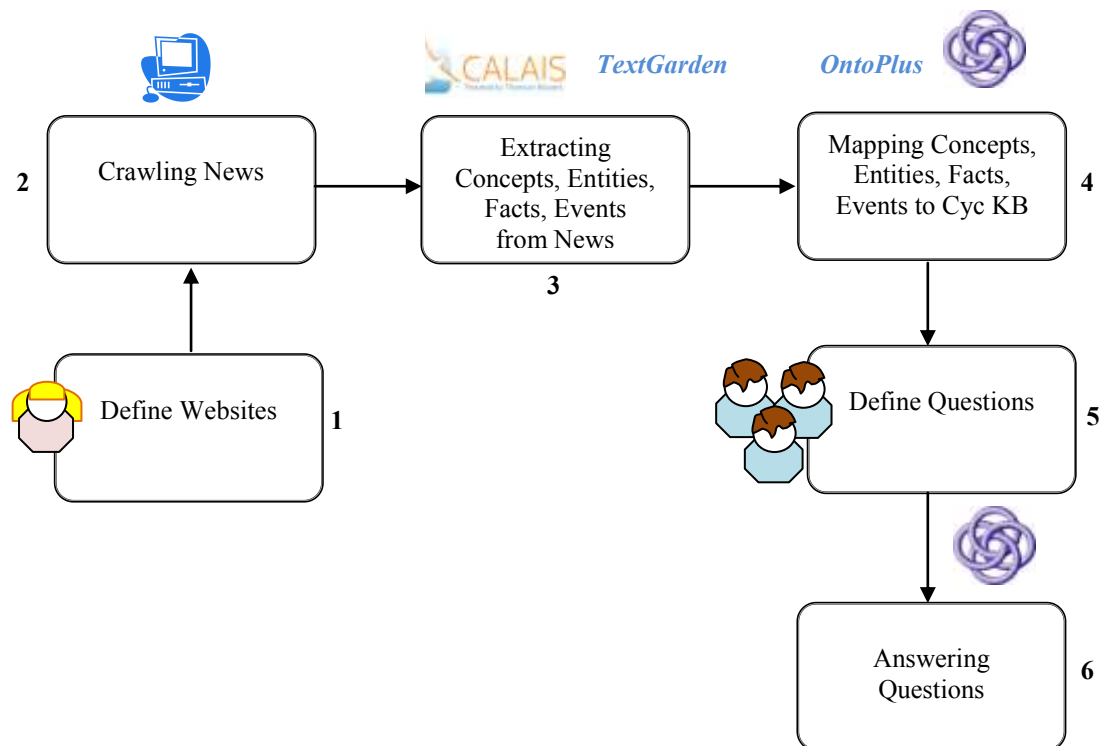 CALAIS
TextGarden
OntoPlus
2
Crawling News
Extracting
Concepts, Entities,
Facts, Events
from News
3
Mapping Concepts,
Entities, Facts,
Events to Cyc KB
4
Define Websites
1
Define Questions
5
Answering
Questions
6